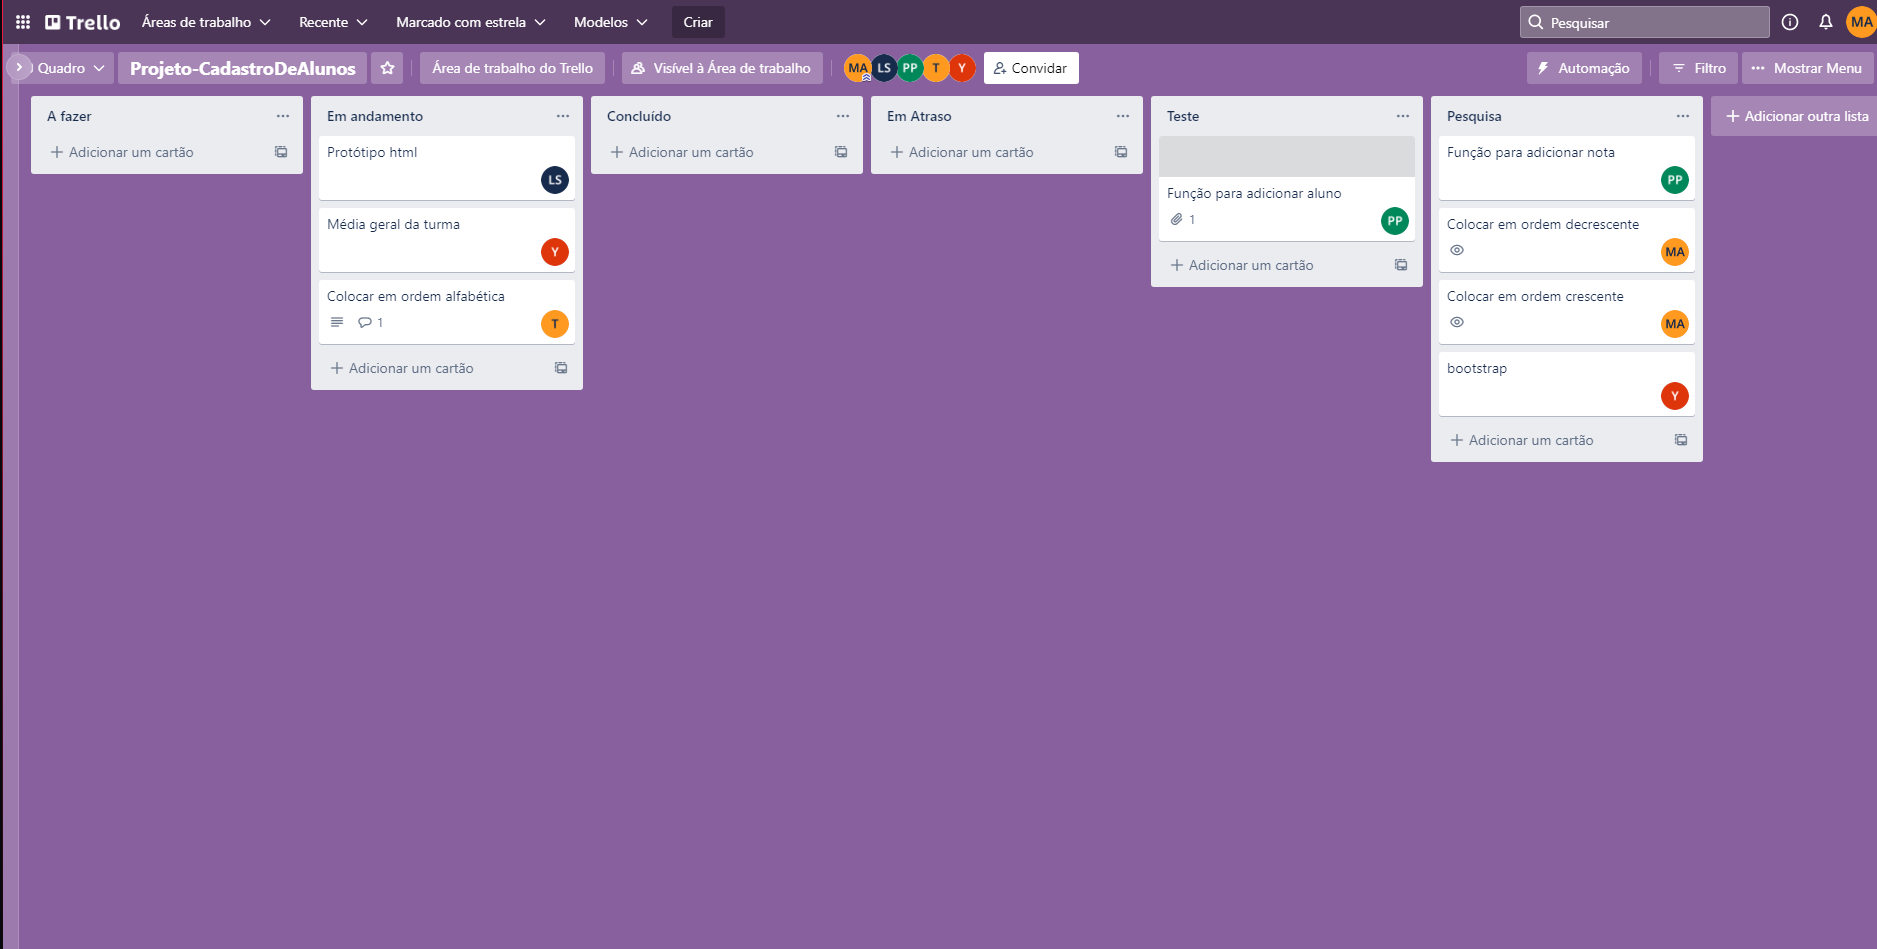 Trello Áreas de trabalho Recente Marcado com estrela Modelos Criar Pesquisar MA
Quadro Projeto-CadastroDeAlunos Área de trabalho do Trello Visível à Área de trabalho MA LS PP T Y Convidar Automação Filtro Mostrar Menu
A fazer
Adicionar um cartão
Em andamento
Protótipo html
LS
Média geral da turma
Y
Colocar em ordem alfabética
1
T
Adicionar um cartão
Concluído
Adicionar um cartão
Em Atraso
Adicionar um cartão
Teste
Função para adicionar aluno
1
PP
Adicionar um cartão
Pesquisa
Função para adicionar nota
PP
Colocar em ordem decrescente
MA
Colocar em ordem crescente
MA
bootstrap
Y
Adicionar um cartão
Adicionar outra lista